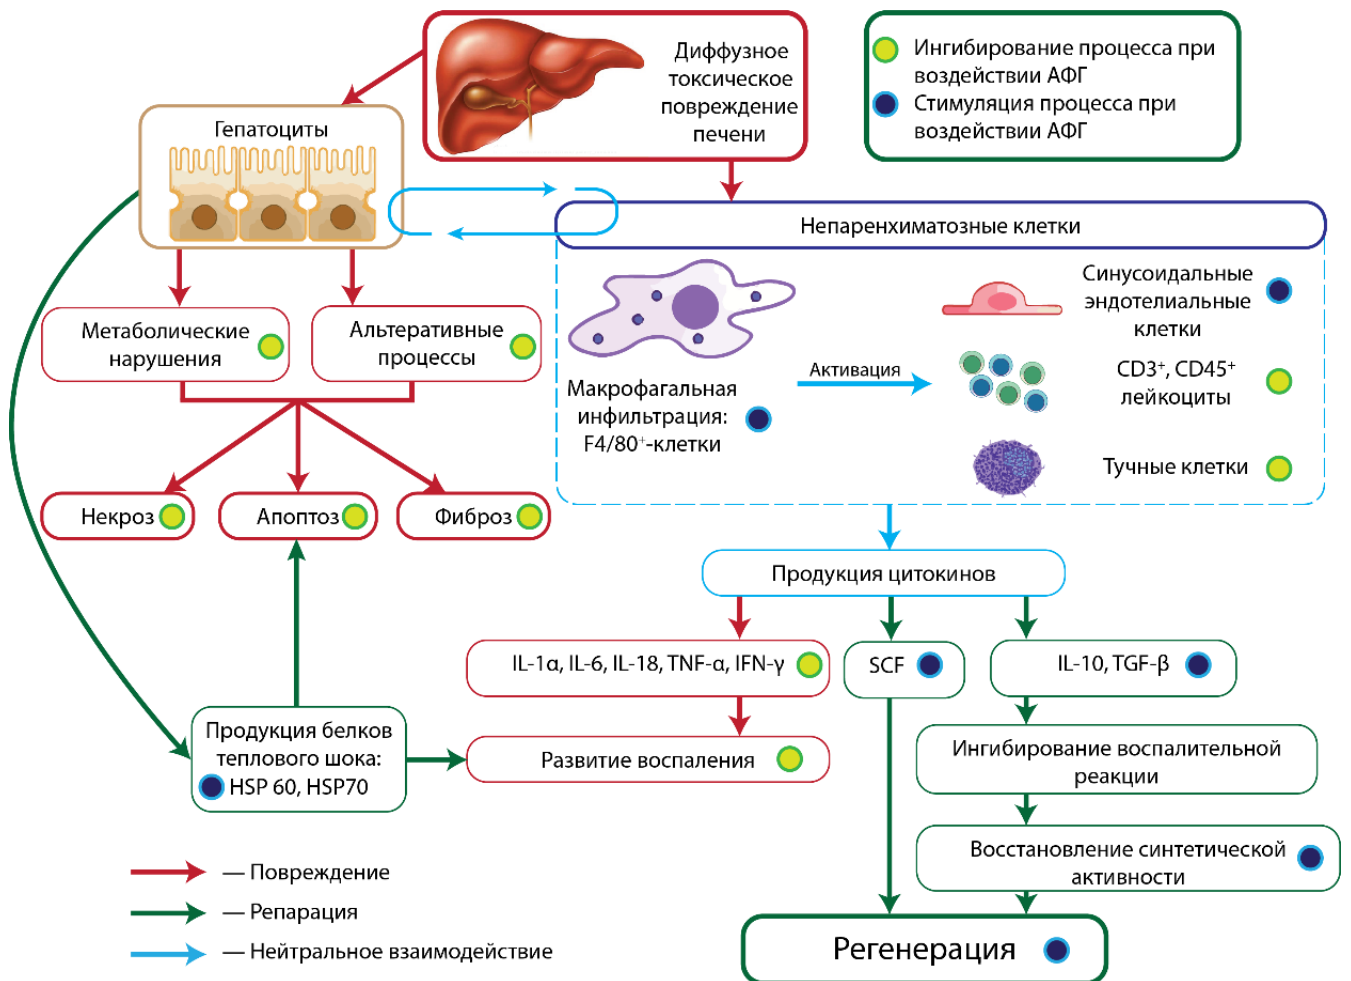 Диффузное
токсическое
повреждение
печени
Ингибирование процесса при
воздействии АФГ
Стимуляция процесса при
воздействии АФГ
Гепатоциты
Непаренхиматозные клетки
Метаболические
нарушения
Альтеративные
процессы
Макрофагальная
инфильтрация:
F4/80⁺-клетки
Активация
Синусоидальные
эндотелиальные
клетки
CD3⁺, CD45⁺
лейкоциты
Тучные клетки
Некроз
Апоптоз
Фиброз
Продукция цитокинов
IL-1α, IL-6, IL-18, TNF-α, IFN-γ
SCF
IL-10, TGF-β
Продукция белков
теплового шока:
HSP 60, HSP70
Развитие воспаления
Ингибирование воспалительной
реакции
Восстановление синтетической
активности
Регенерация
— Повреждение
— Репарация
— Нейтральное взаимодействие